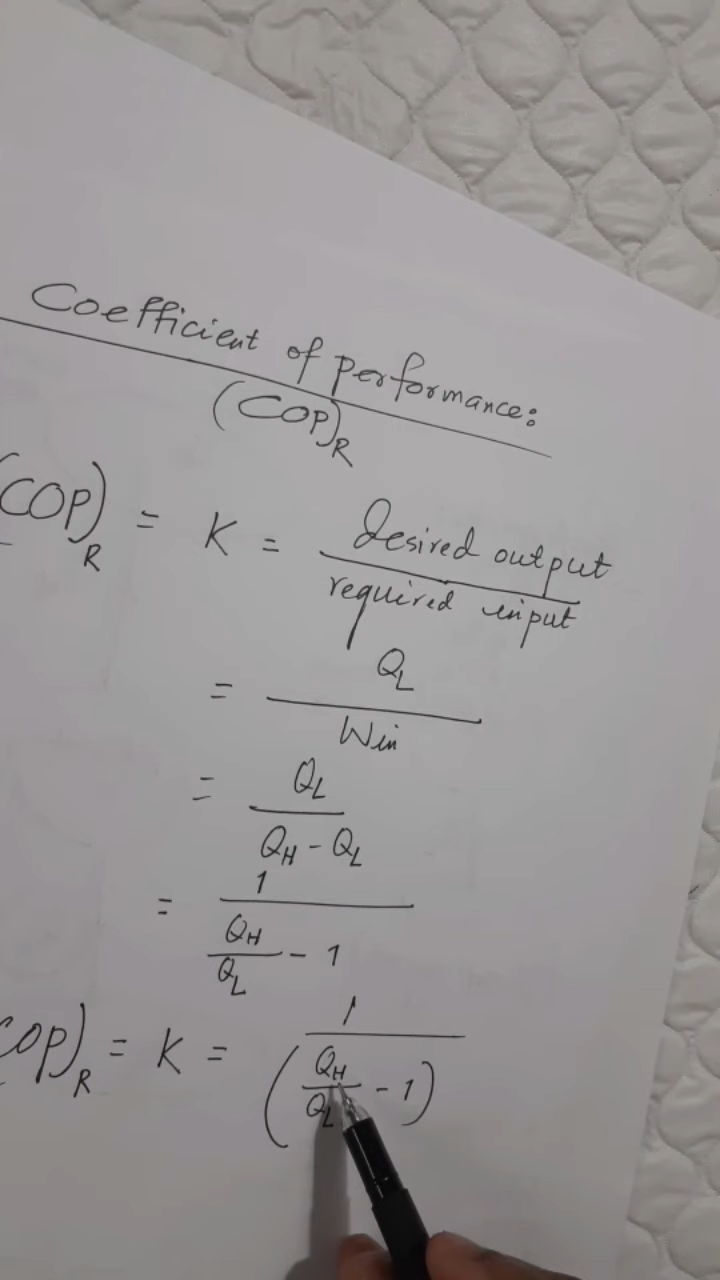 Coefficient of performance:
(COP)R
(COP)R = K = desired output / required input
= QL / Win
= QL / QH - QL
= 1 / QH/QL - 1
COP)R = K = 1 / (QH/QL - 1)